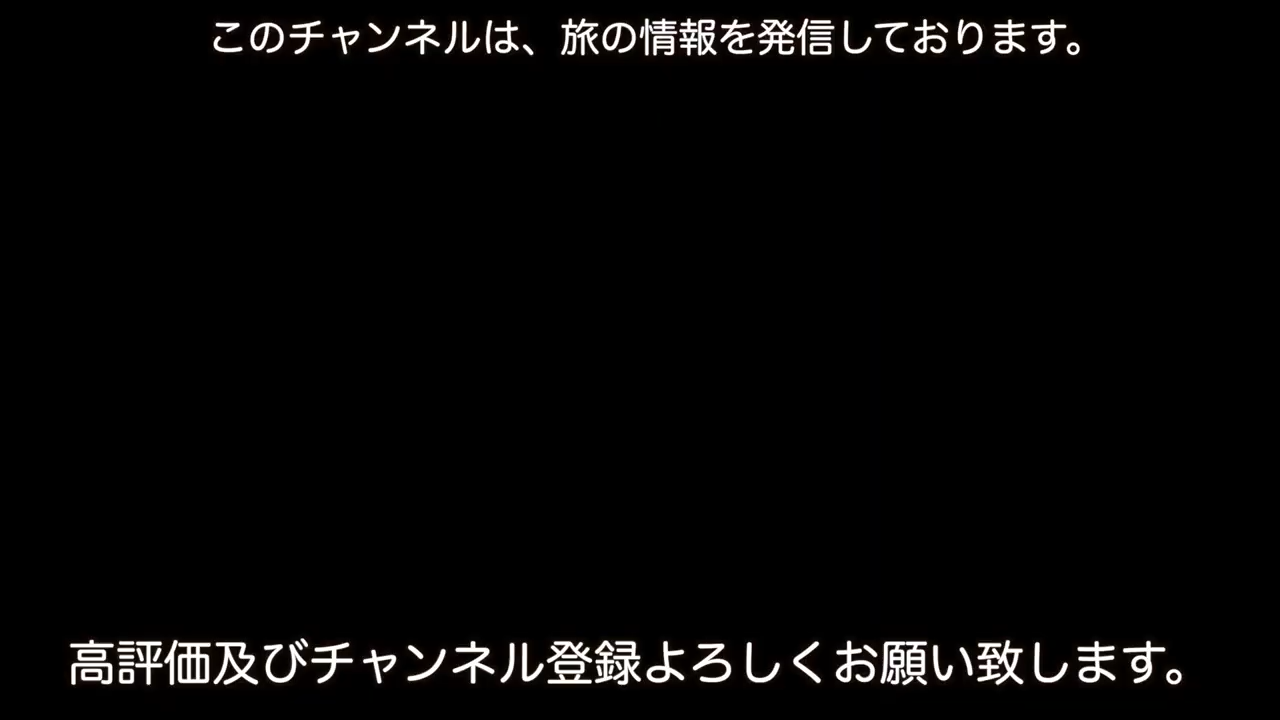 このチャンネルは、旅の情報を発信しております。
高評価及びチャンネル登録よろしくお願い致します。